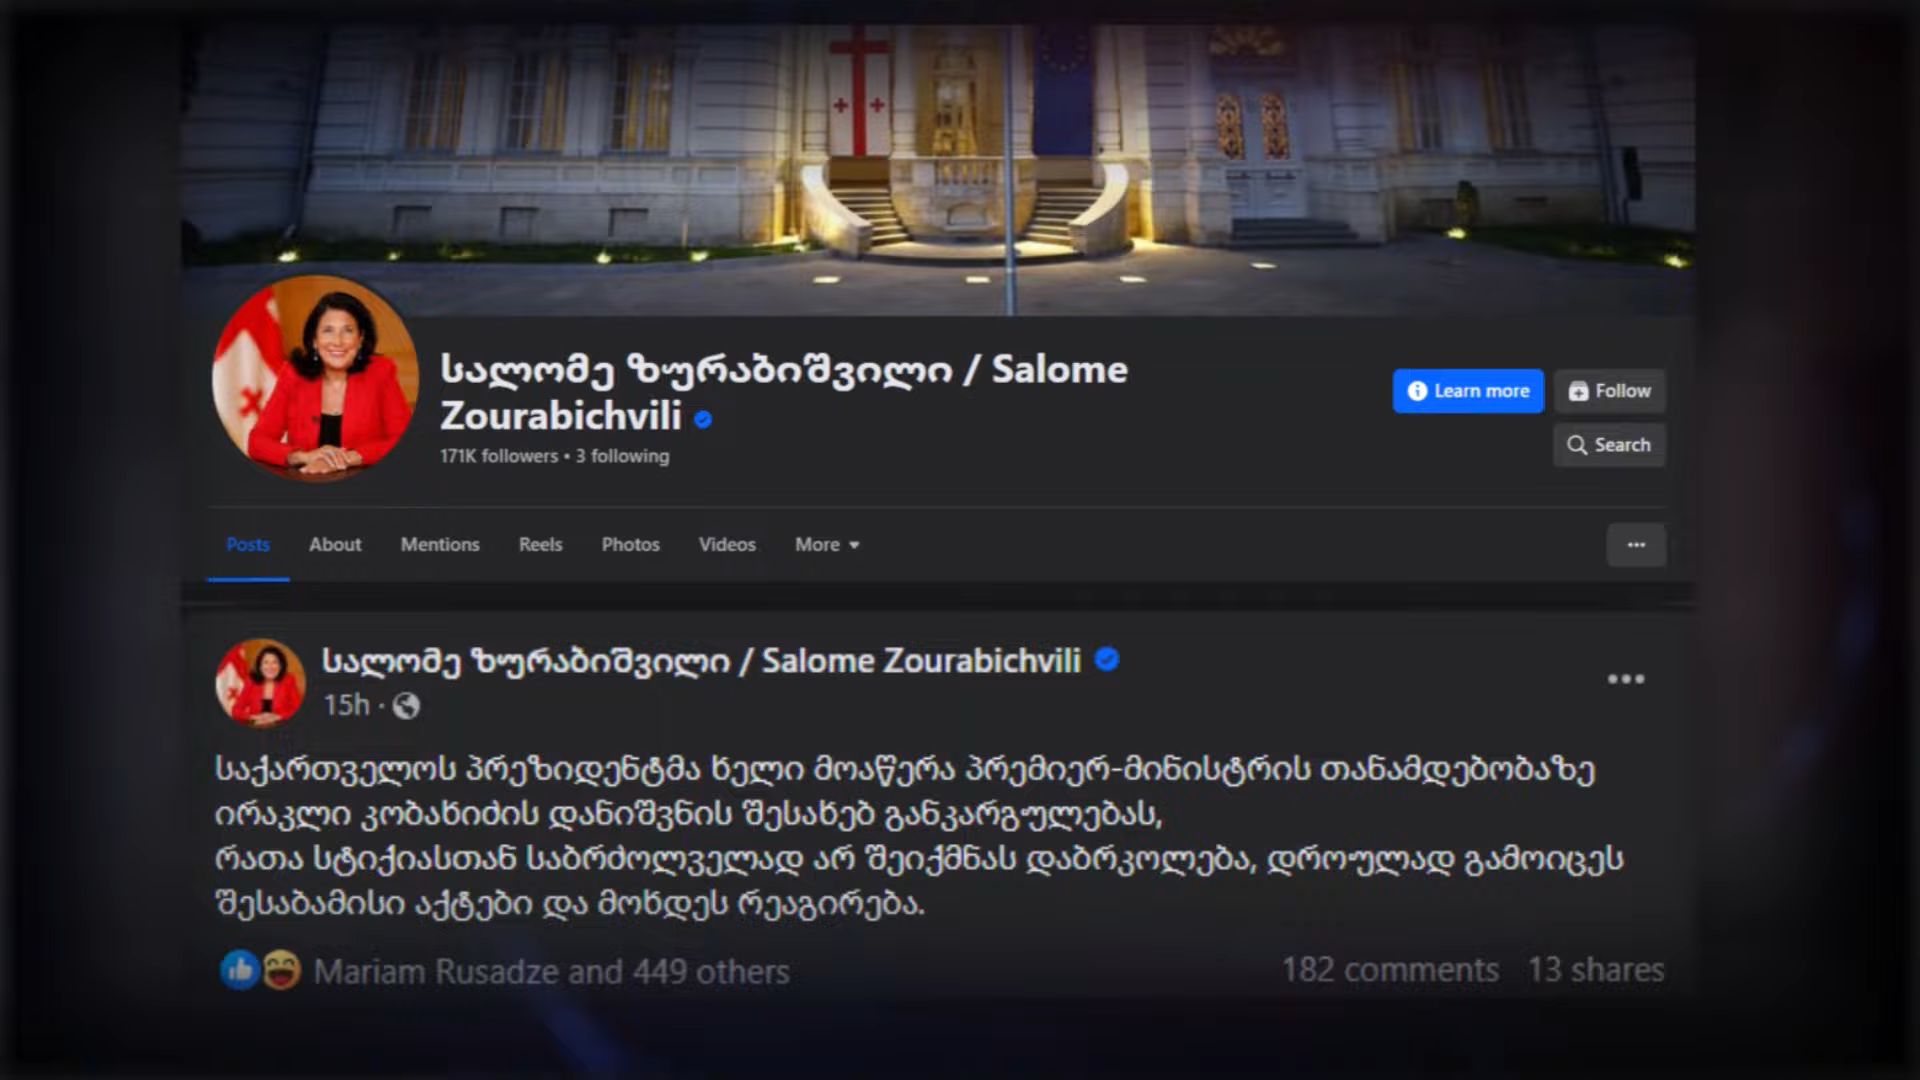 სალომე ზურაბიშვილი / Salome
Zourabichvili
171K followers • 3 following
Learn more
Follow
Search
Posts About Mentions Reels Photos Videos More
სალომე ზურაბიშვილი / Salome Zourabichvili
15h ·
საქართველოს პრეზიდენტმა ხელი მოაწერა პრემიერ-მინისტრის თანამდებობაზე
ირაკლი კობახიძის დანიშვნის შესახებ განკარგულებას,
რათა სტიქიასთან საბრძოლველად არ შეიქმნას დაბრკოლება, დროულად გამოიცეს
შესაბამისი აქტები და მოხდეს რეაგირება.
Mariam Rusadze and 449 others
182 comments 13 shares